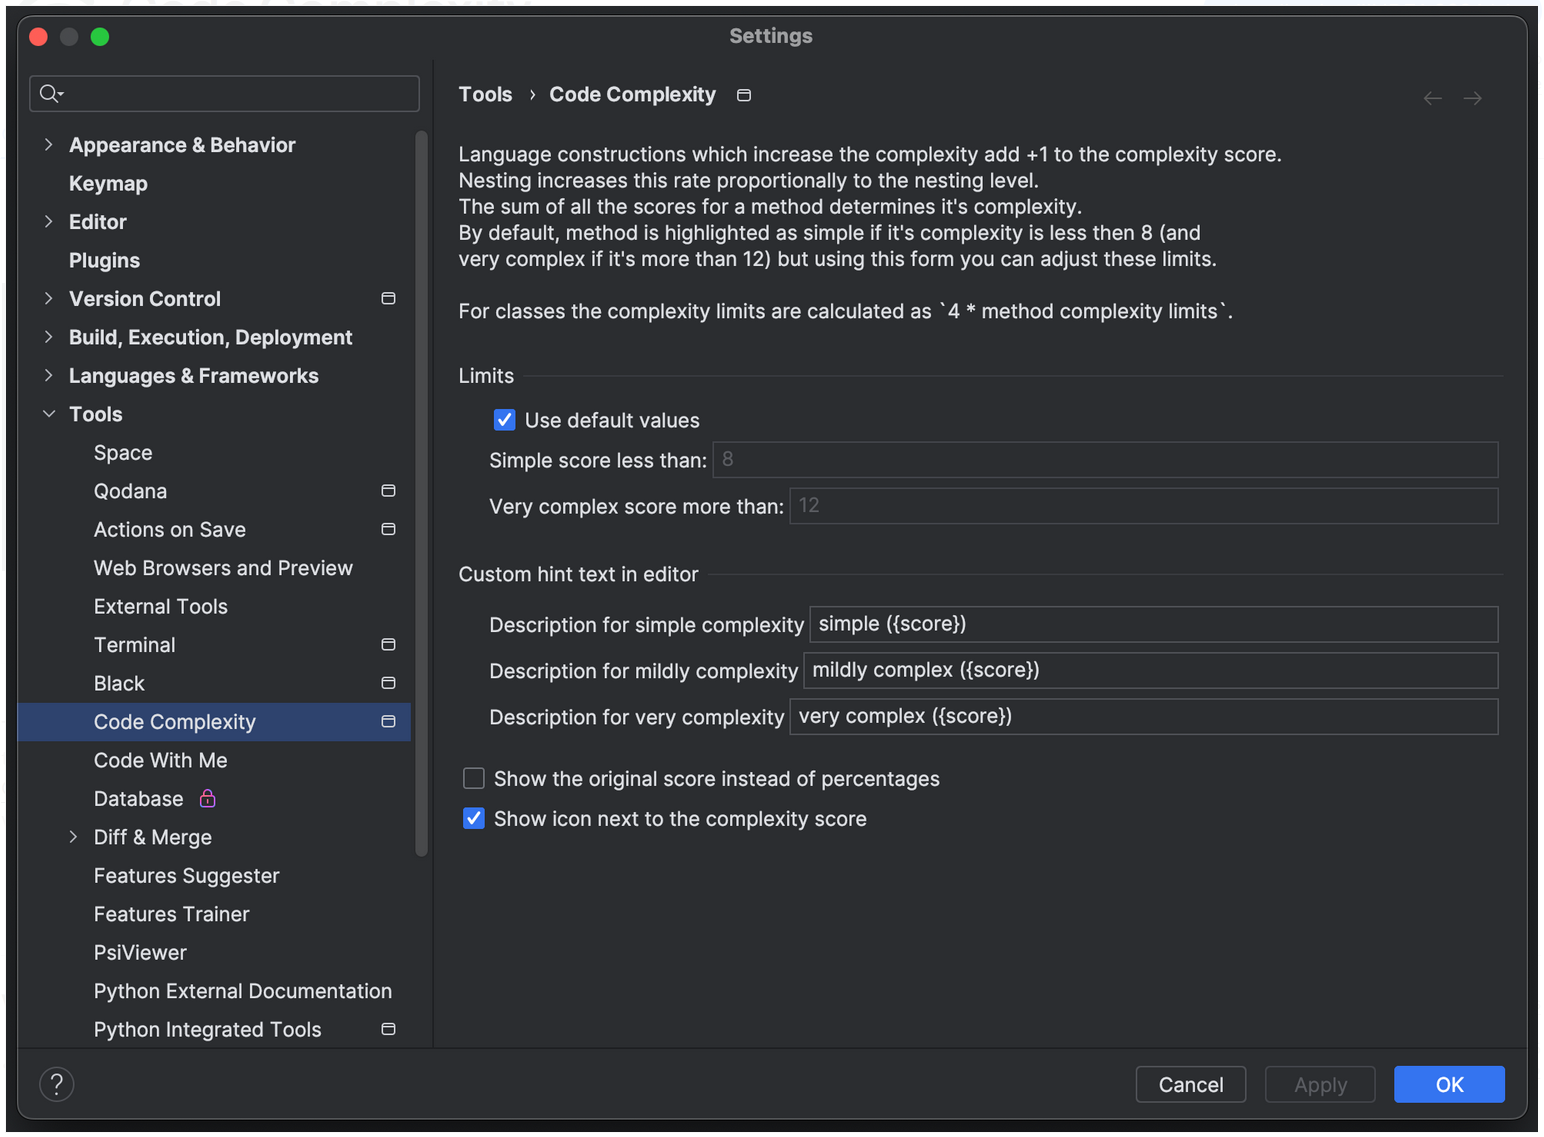 Settings
Appearance & Behavior
Keymap
Editor
Plugins
Version Control
Build, Execution, Deployment
Languages & Frameworks
Tools
Space
Qodana
Actions on Save
Web Browsers and Preview
External Tools
Terminal
Black
Code Complexity
Code With Me
Database
Diff & Merge
Features Suggester
Features Trainer
PsiViewer
Python External Documentation
Python Integrated Tools
Tools › Code Complexity
Language constructions which increase the complexity add +1 to the complexity score.
Nesting increases this rate proportionally to the nesting level.
The sum of all the scores for a method determines it's complexity.
By default, method is highlighted as simple if it's complexity is less then 8 (and
very complex if it's more than 12) but using this form you can adjust these limits.
For classes the complexity limits are calculated as `4 * method complexity limits`.
Limits
Use default values
Simple score less than: 8
Very complex score more than: 12
Custom hint text in editor
Description for simple complexity simple ({score})
Description for mildly complexity mildly complex ({score})
Description for very complexity very complex ({score})
Show the original score instead of percentages
Show icon next to the complexity score
?
Cancel
Apply
OK